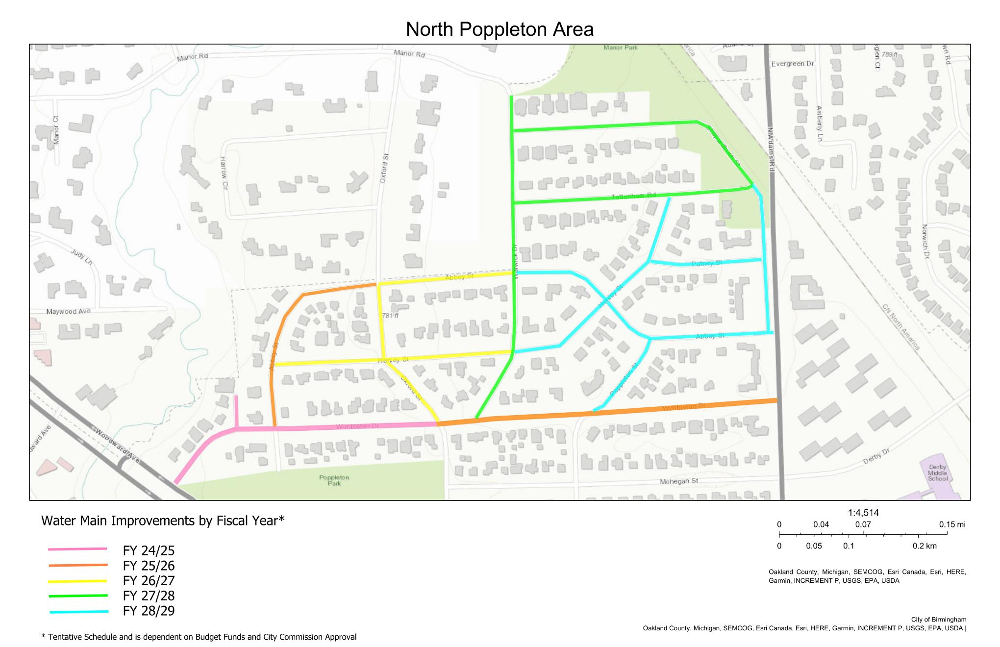 North Poppleton Area
Manor Park
Manor Rd
Manor Rd
Evergreen Dr
789 ft
Manor Ct
Amberly Ln
Shepardbush St
N Adams Rd
Oxford St
Harrow Cir
Tottenham Rd
Norwich Dr
Judy Ln
Warwick Dr
Putney St
Abbey St
Henley St
Maywood Ave
781 ft
CN North America
Abbey St
Abbey St
Henley St
Poppleton St
Oxford St
Wimbleton Dr
Wimbleton Dr
Woodward Ave
Derby Dr
Poppleton
Park
Mohegan St
Derby
Middle
School
Water Main Improvements by Fiscal Year*
1:4,514
0 0.04 0.07 0.15 mi
0 0.05 0.1 0.2 km
FY 24/25
FY 25/26
FY 26/27
FY 27/28
FY 28/29
Oakland County, Michigan, SEMCOG, Esri Canada, Esri, HERE,
Garmin, INCREMENT P, USGS, EPA, USDA
City of Birmingham
Oakland County, Michigan, SEMCOG, Esri Canada, Esri, HERE, Garmin, INCREMENT P, USGS, EPA, USDA |
* Tentative Schedule and is dependent on Budget Funds and City Commission Approval